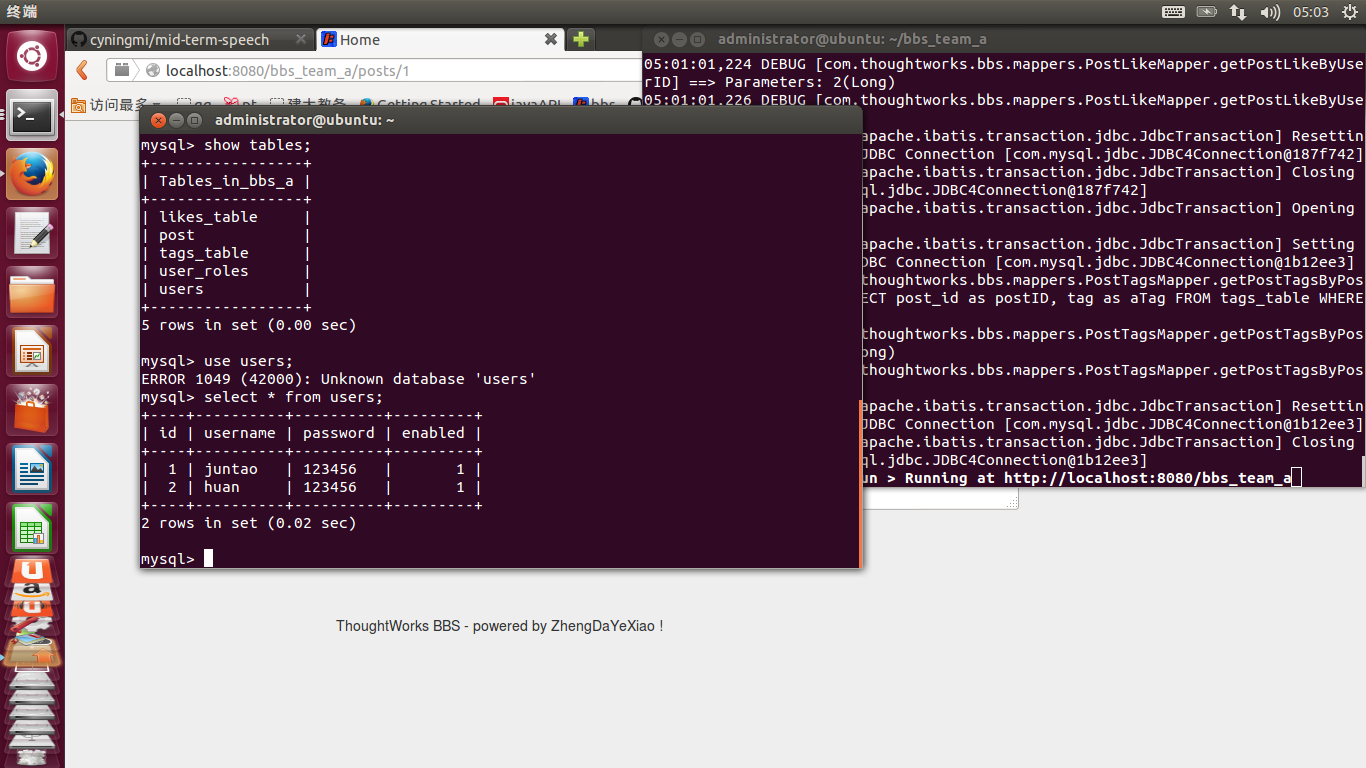 终端
05:03
cyningmi/mid-term-speech
Home
localhost:8080/bbs_team_a/posts/1
访问最多
Getting Started
javaAPI
bbs
administrator@ubuntu: ~/bbs_team_a
05:01:01,224 DEBUG [com.thoughtworks.bbs.mappers.PostLikeMapper.getPostLikeByUse
rID] ==> Parameters: 2(Long)
05:01:01,226 DEBUG [com.thoughtworks.bbs.mappers.PostLikeMapper.getPostLikeByUse
apache.ibatis.transaction.jdbc.JdbcTransaction] Resettin
JDBC Connection [com.mysql.jdbc.JDBC4Connection@187f742]
apache.ibatis.transaction.jdbc.JdbcTransaction] Closing
ql.jdbc.JDBC4Connection@187f742]
apache.ibatis.transaction.jdbc.JdbcTransaction] Opening
apache.ibatis.transaction.jdbc.JdbcTransaction] Setting
DBC Connection [com.mysql.jdbc.JDBC4Connection@1b12ee3]
thoughtworks.bbs.mappers.PostTagsMapper.getPostTagsByPos
ECT post_id as postID, tag as aTag FROM tags_table WHERE
thoughtworks.bbs.mappers.PostTagsMapper.getPostTagsByPos
ong)
thoughtworks.bbs.mappers.PostTagsMapper.getPostTagsByPos
apache.ibatis.transaction.jdbc.JdbcTransaction] Resettin
JDBC Connection [com.mysql.jdbc.JDBC4Connection@1b12ee3]
apache.ibatis.transaction.jdbc.JdbcTransaction] Closing
ql.jdbc.JDBC4Connection@1b12ee3]
un > Running at http://localhost:8080/bbs_team_a
administrator@ubuntu: ~
mysql> show tables;
+-----------------+
| Tables_in_bbs_a |
+-----------------+
| likes_table     |
| post            |
| tags_table      |
| user_roles      |
| users           |
+-----------------+
5 rows in set (0.00 sec)
mysql> use users;
ERROR 1049 (42000): Unknown database 'users'
mysql> select * from users;
+----+----------+----------+---------+
| id | username | password | enabled |
+----+----------+----------+---------+
|  1 | juntao   | 123456   |       1 |
|  2 | huan     | 123456   |       1 |
+----+----------+----------+---------+
2 rows in set (0.02 sec)
mysql>
ThoughtWorks BBS - powered by ZhengDaYeXiao !